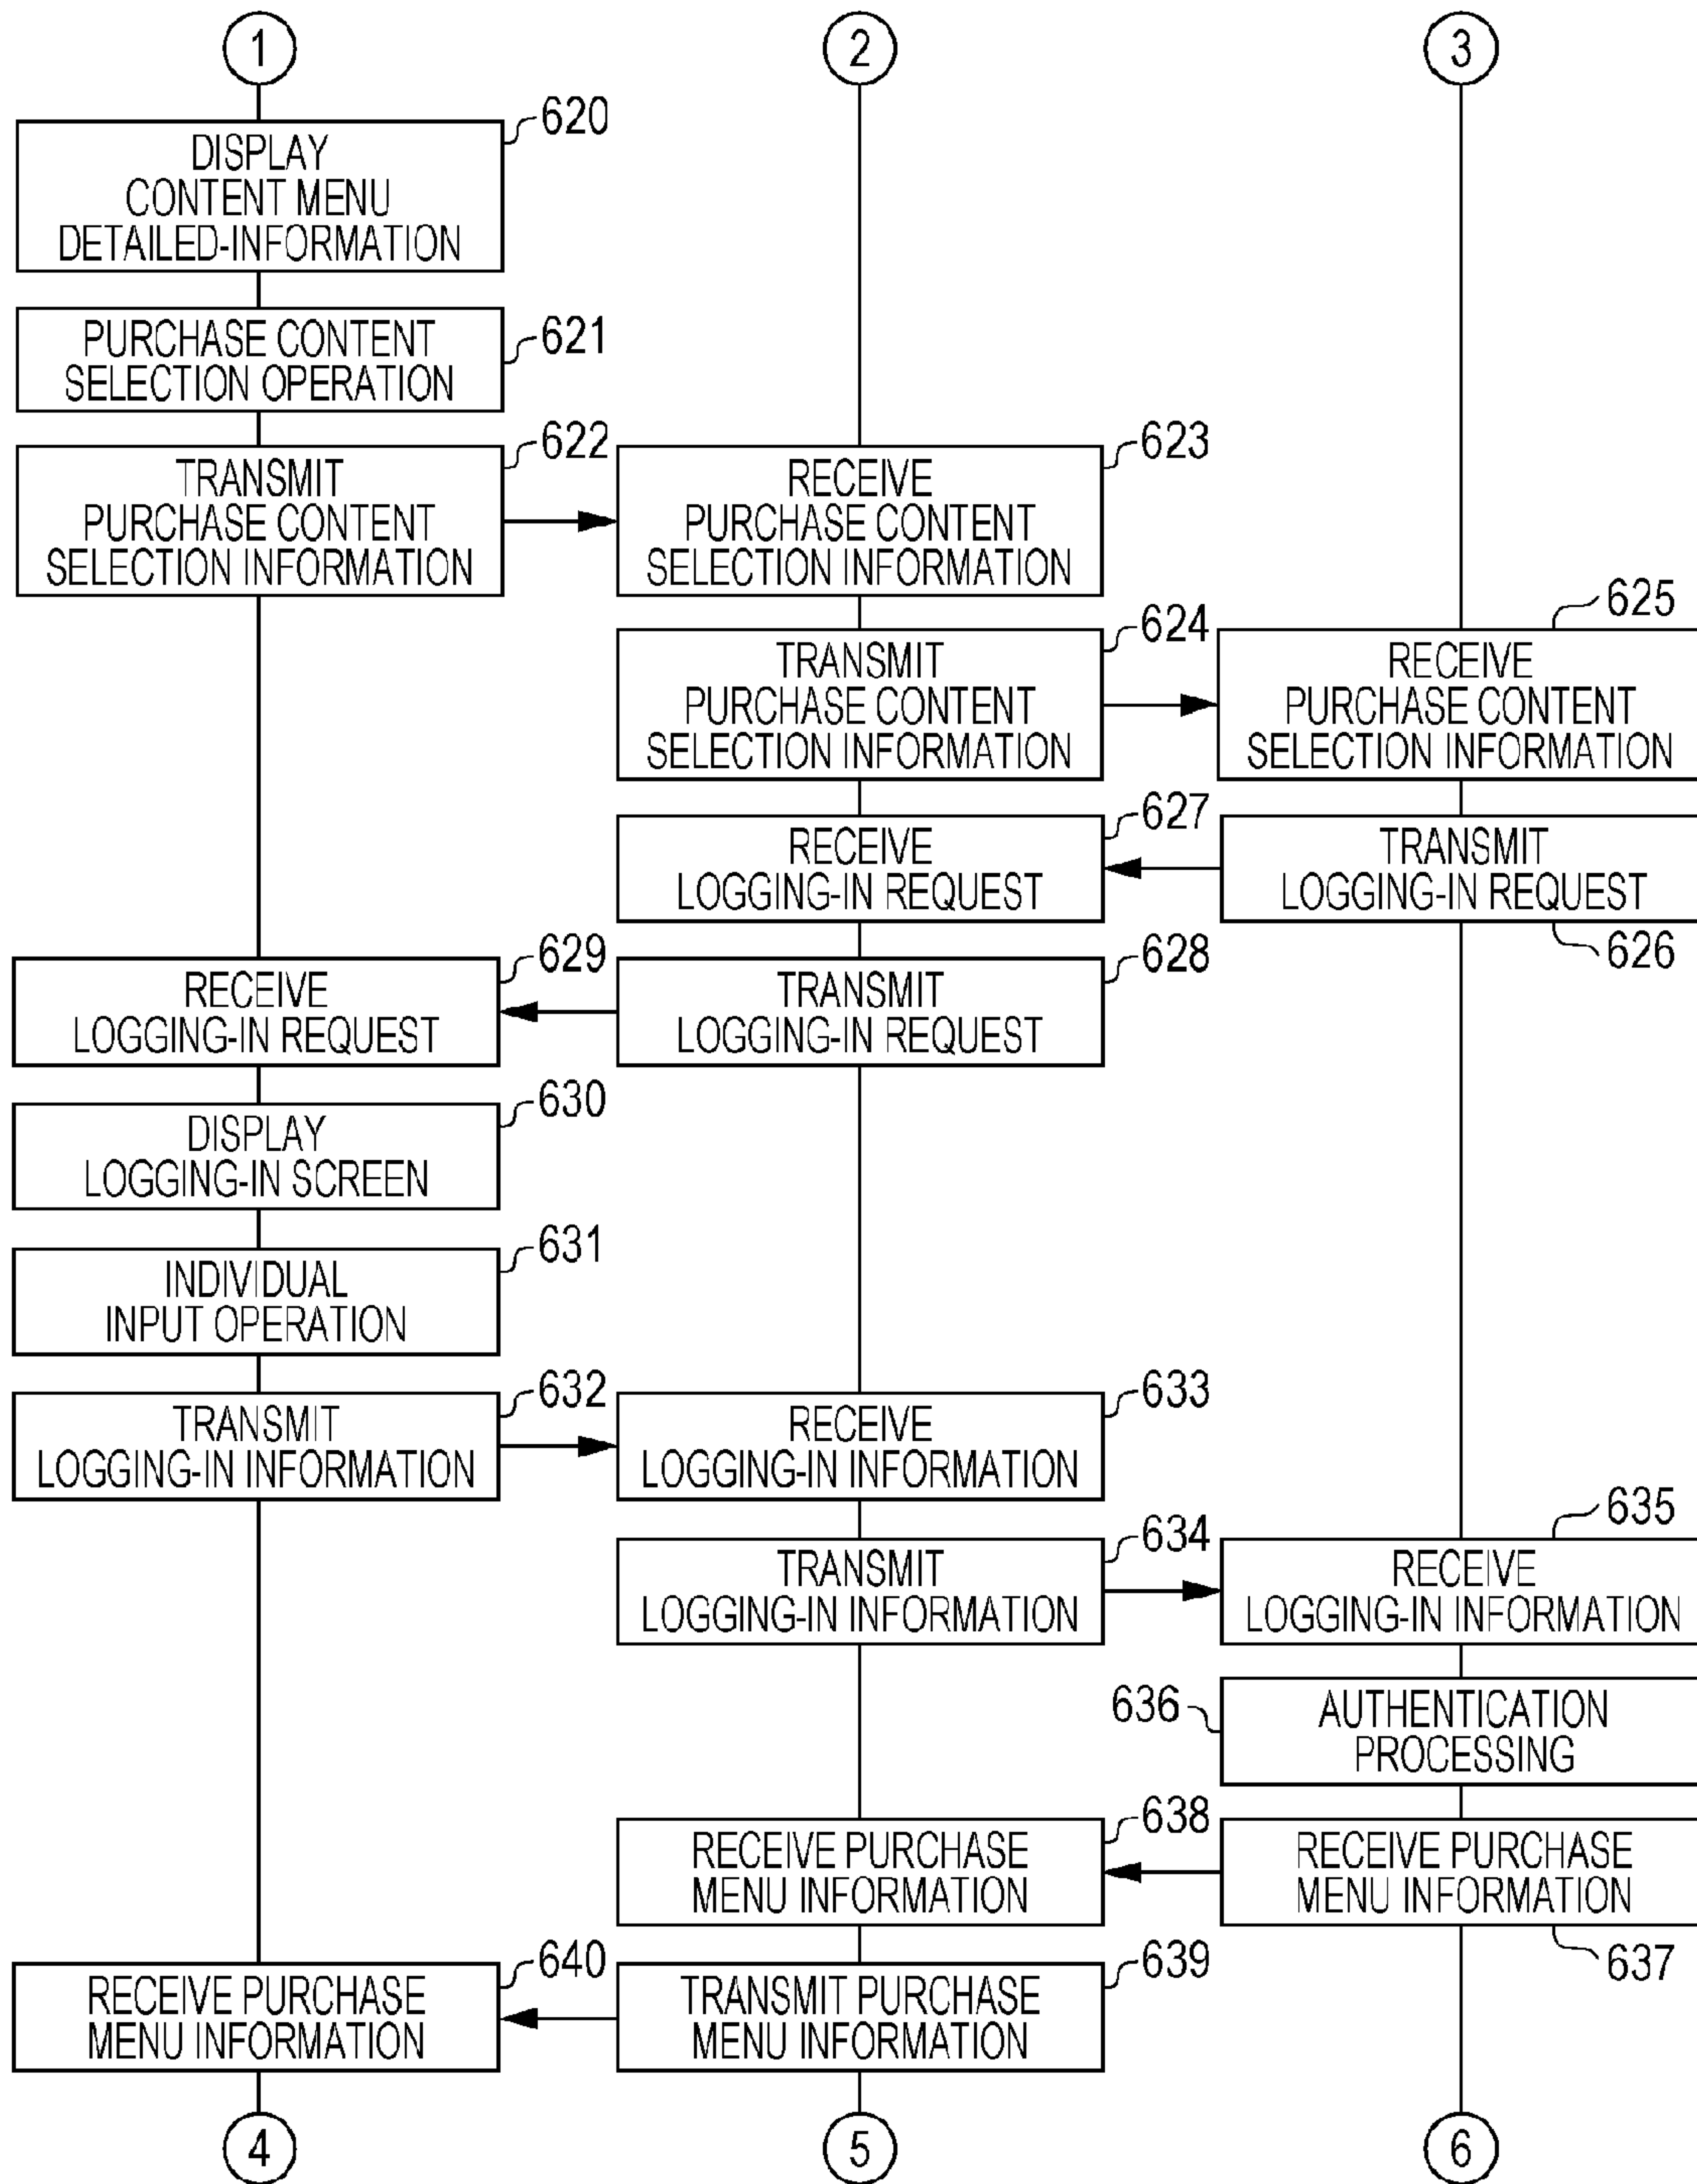 1
2
3
620
DISPLAY
CONTENT MENU
DETAILED-INFORMATION
621
PURCHASE CONTENT
SELECTION OPERATION
622
TRANSMIT
PURCHASE CONTENT
SELECTION INFORMATION
623
RECEIVE
PURCHASE CONTENT
SELECTION INFORMATION
624
TRANSMIT
PURCHASE CONTENT
SELECTION INFORMATION
625
RECEIVE
PURCHASE CONTENT
SELECTION INFORMATION
627
RECEIVE
LOGGING-IN REQUEST
TRANSMIT
LOGGING-IN REQUEST
626
629
RECEIVE
LOGGING-IN REQUEST
628
TRANSMIT
LOGGING-IN REQUEST
630
DISPLAY
LOGGING-IN SCREEN
631
INDIVIDUAL
INPUT OPERATION
632
TRANSMIT
LOGGING-IN INFORMATION
633
RECEIVE
LOGGING-IN INFORMATION
634
TRANSMIT
LOGGING-IN INFORMATION
635
RECEIVE
LOGGING-IN INFORMATION
636
AUTHENTICATION
PROCESSING
638
RECEIVE PURCHASE
MENU INFORMATION
RECEIVE PURCHASE
MENU INFORMATION
637
640
RECEIVE PURCHASE
MENU INFORMATION
639
TRANSMIT PURCHASE
MENU INFORMATION
4
5
6